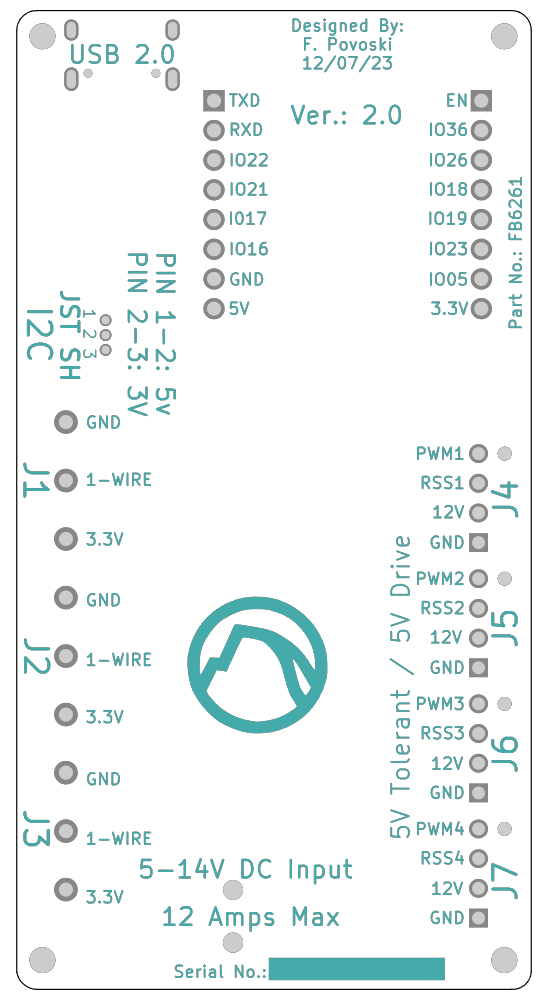 Designed By:
F. Povoski
12/07/23
USB 2.0
Ver.: 2.0
TXD
RXD
IO22
IO21
IO17
IO16
GND
5V
EN
IO36
IO26
IO18
IO19
IO23
IO05
3.3V
Part No.: FB6261
PIN 1-2: 5v
PIN 2-3: 3V
1 2 3
JST SH
I2C
J1
GND
1-WIRE
3.3V
J2
GND
1-WIRE
3.3V
J3
GND
1-WIRE
3.3V
5V Tolerant / 5V Drive
PWM1
RSS1
12V
GND
J4
PWM2
RSS2
12V
GND
J5
PWM3
RSS3
12V
GND
J6
PWM4
RSS4
12V
GND
J7
5-14V DC Input
12 Amps Max
Serial No.: